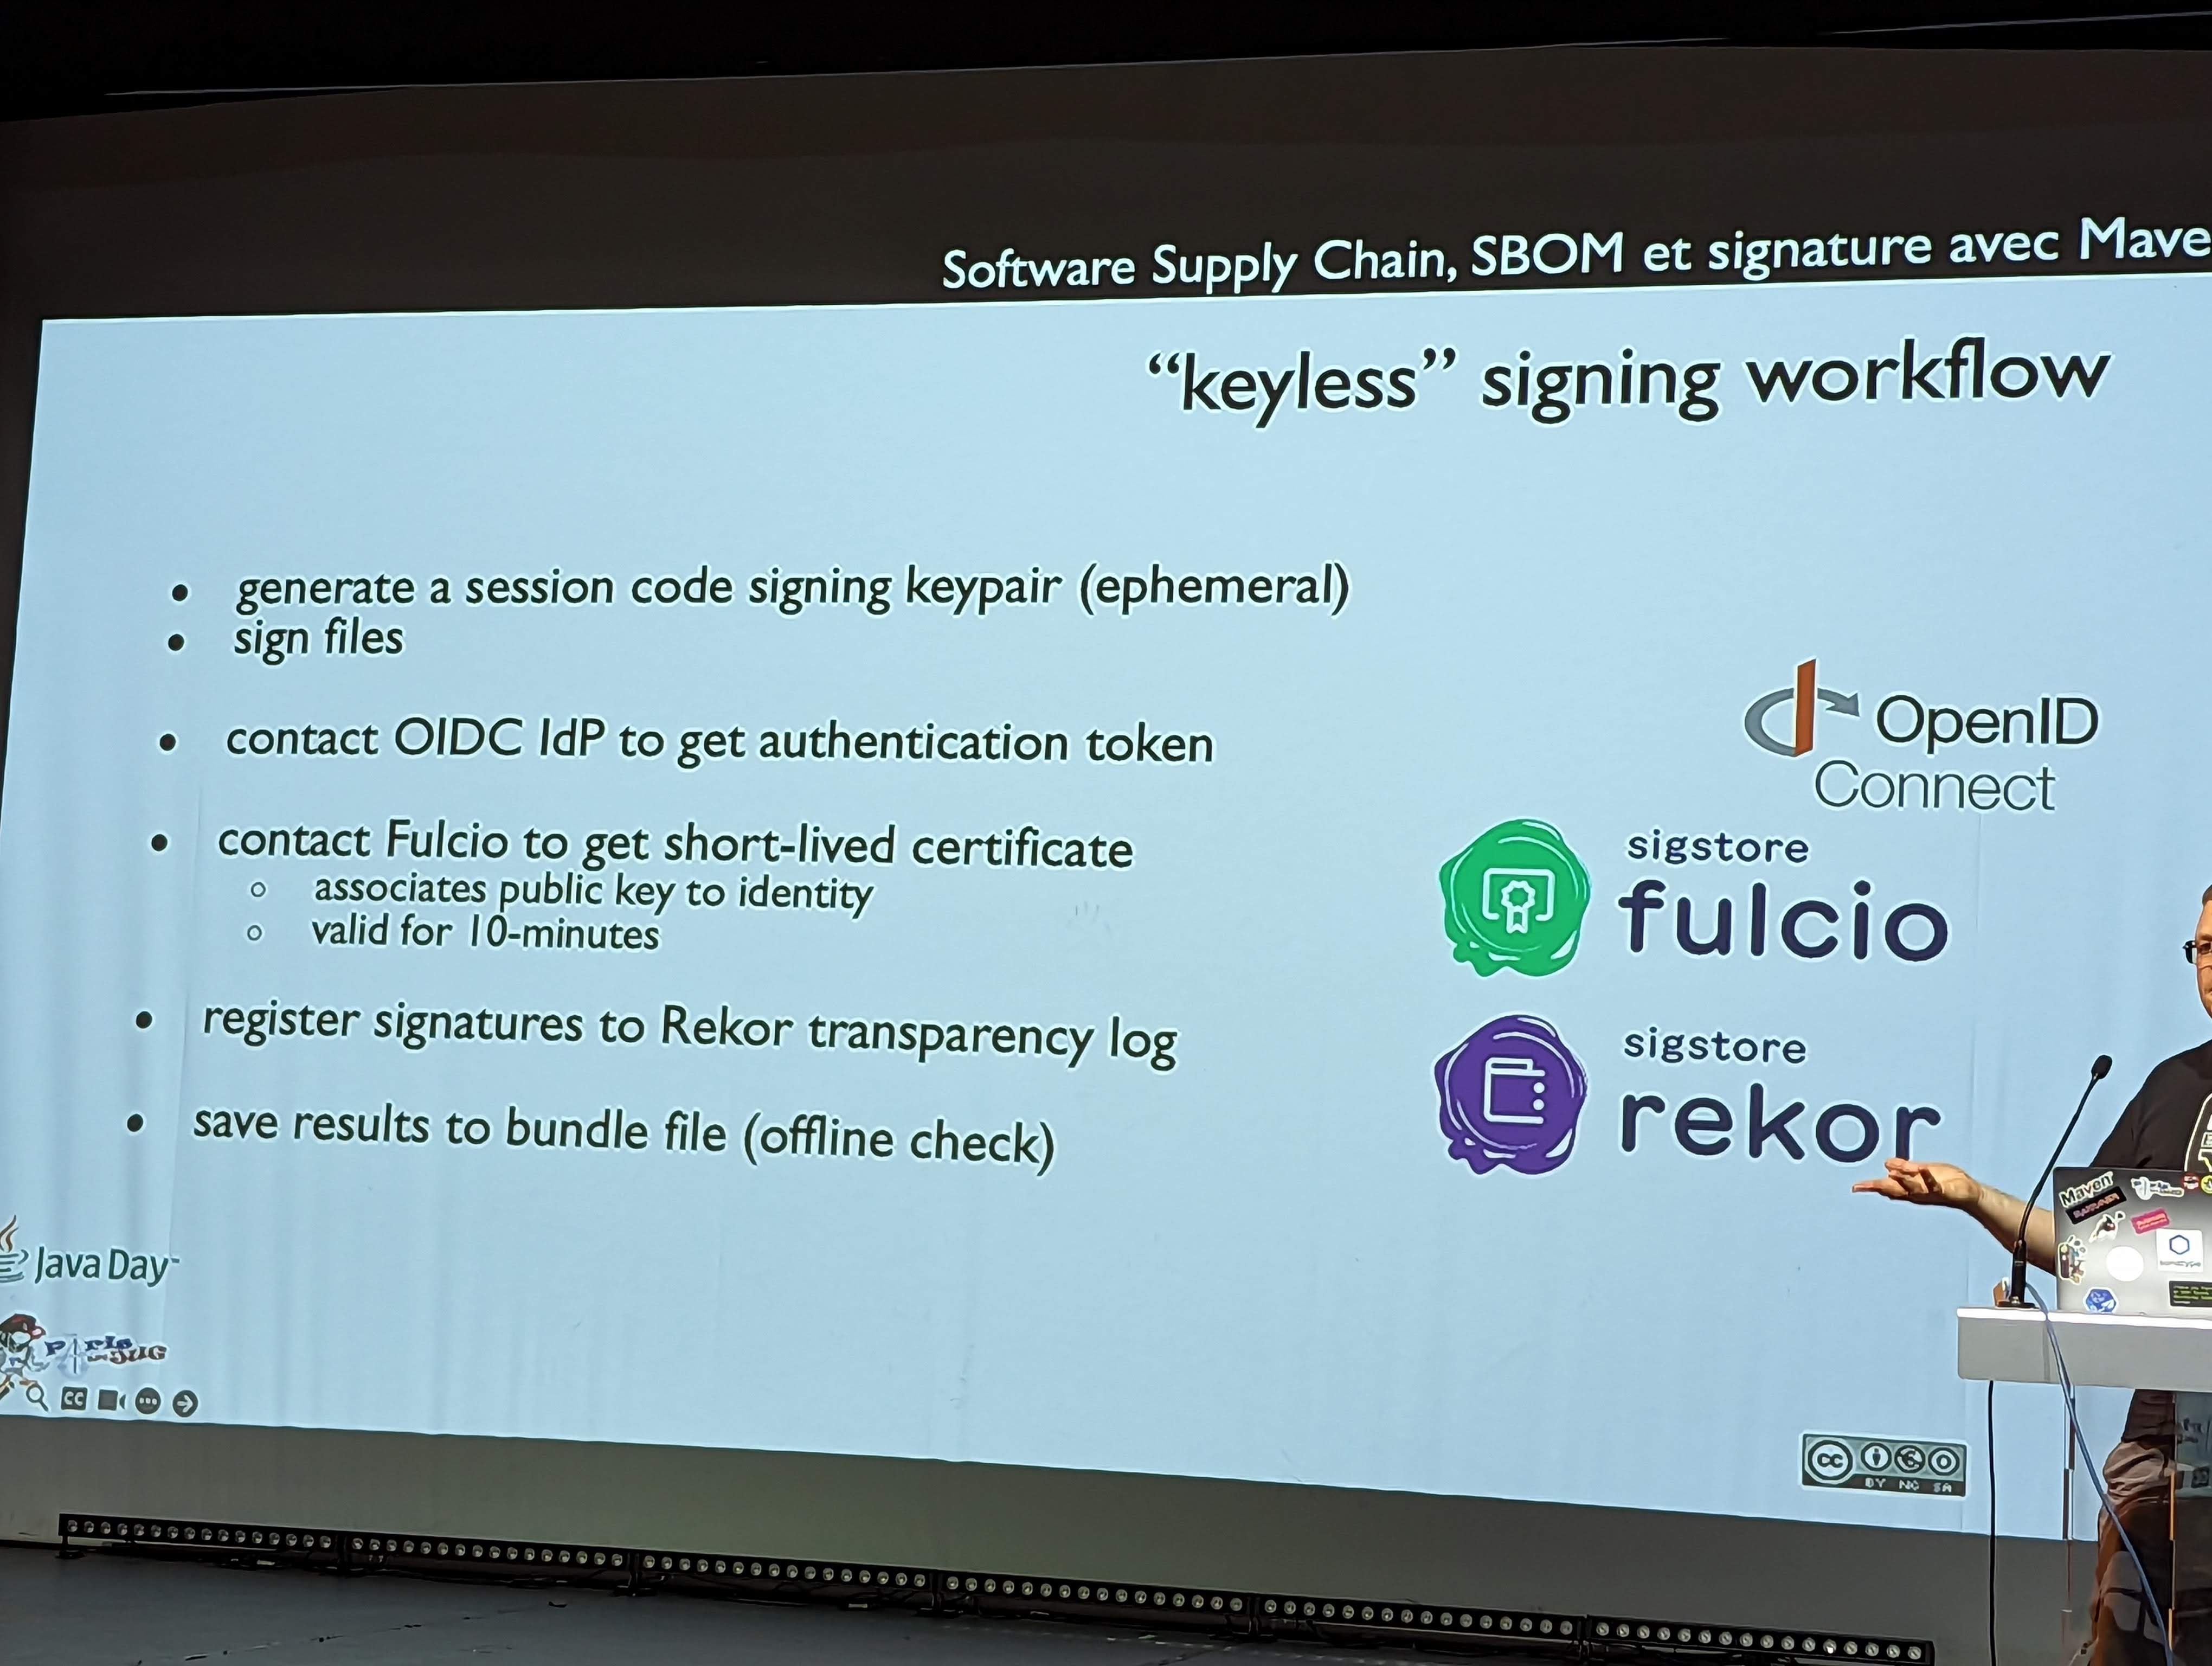 Software Supply Chain, SBOM et signature avec Mave
“keyless” signing workflow
• generate a session code signing keypair (ephemeral)
• sign files
• contact OIDC IdP to get authentication token
• contact Fulcio to get short-lived certificate
○ associates public key to identity
○ valid for 10-minutes
• register signatures to Rekor transparency log
• save results to bundle file (offline check)
OpenID
Connect
sigstore
fulcio
sigstore
rekor
Maven
Java Day
Paris JUG
CC
cc
BY NC SA